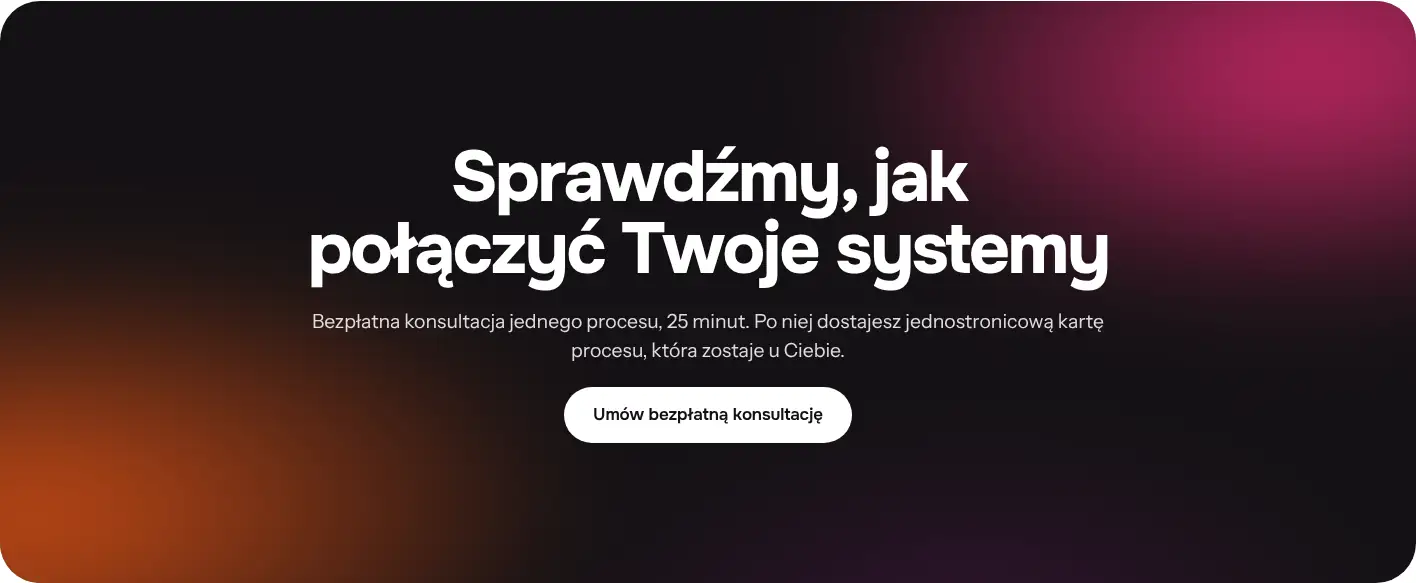 Sprawdźmy, jak
połączyć Twoje systemy
Bezpłatna konsultacja jednego procesu, 25 minut. Po niej dostajesz jednostronicową kartę
procesu, która zostaje u Ciebie.
Umów bezpłatną konsultację